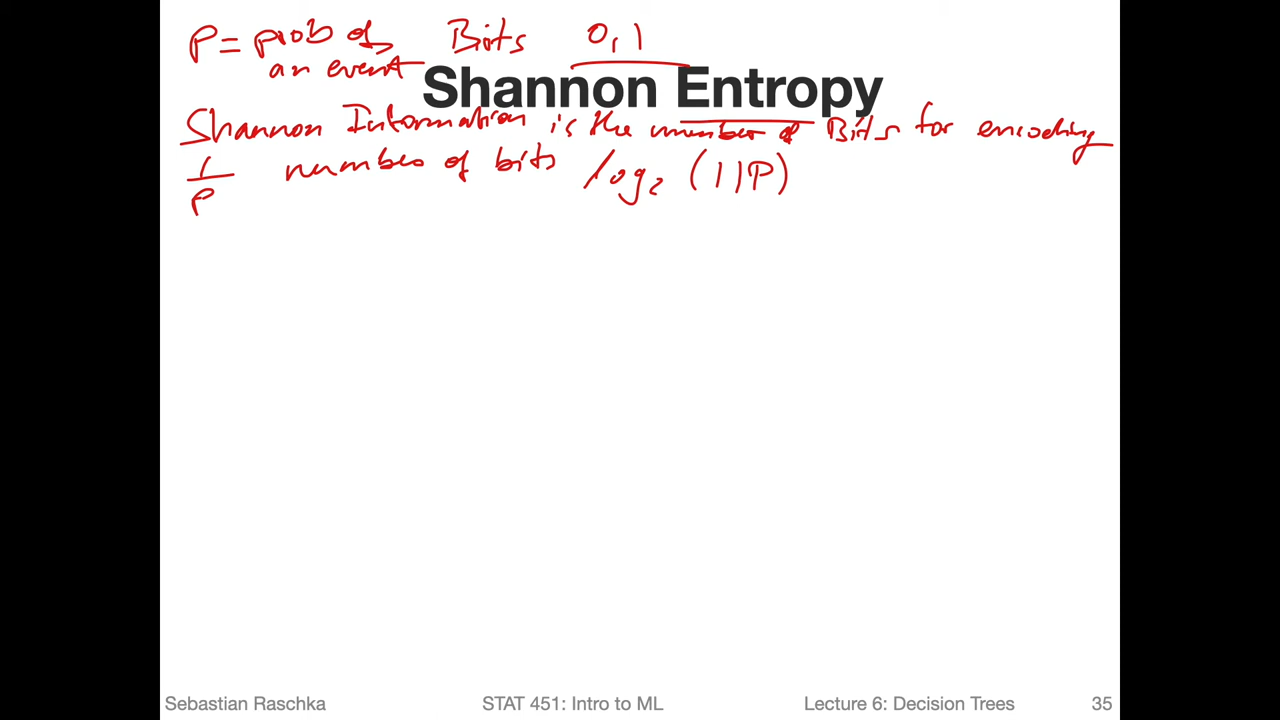 P = prob of Bits 0, 1
an event
Shannon Entropy
Shannon Information is the number of Bits for encoding
1/P number of bits log₂ (1/P)
Sebastian Raschka STAT 451: Intro to ML Lecture 6: Decision Trees 35